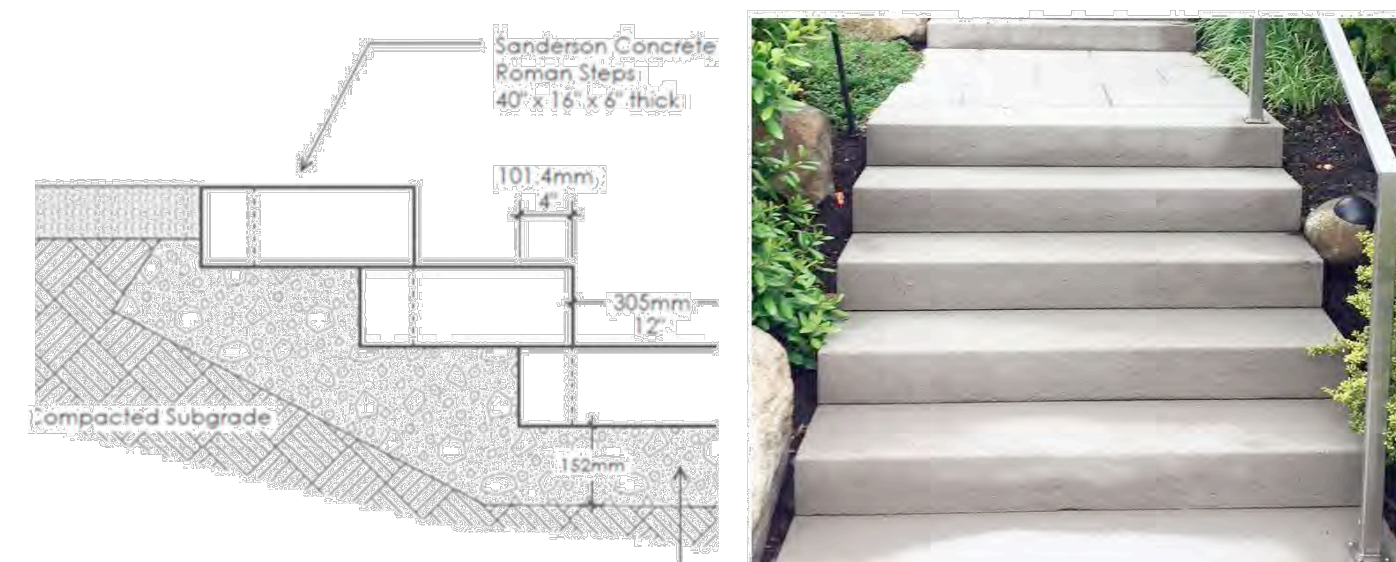 Sanderson Concrete
Roman Steps
40" x 16" x 6" thick
101.4mm
4"
305mm
12"
Compacted Subgrade
152mm